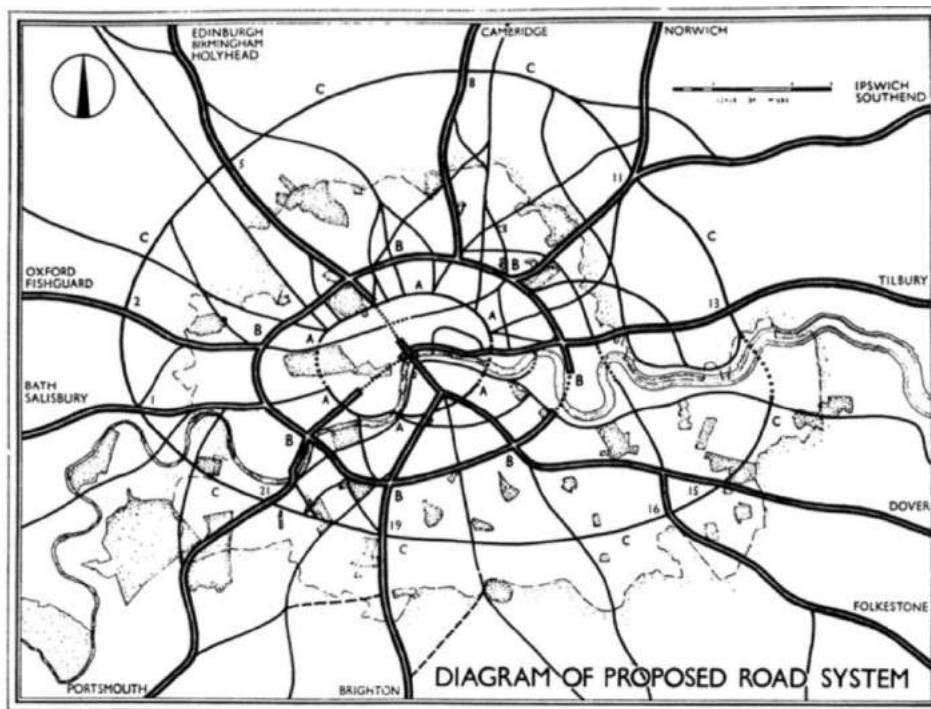 EDINBURGH
BIRMINGHAM
HOLYHEAD
CAMBRIDGE
NORWICH
IPSWICH
SOUTHEND
C
C
8
5
11
C
C
B
OXFORD
FISHGUARD
B
TILBURY
A
2
13
B
A
A
BATH
SALISBURY
B
1
A
A
C
A
B
B
C
21
B
15
19
16
DOVER
C
C
FOLKESTONE
DIAGRAM OF PROPOSED ROAD SYSTEM
PORTSMOUTH
BRIGHTON